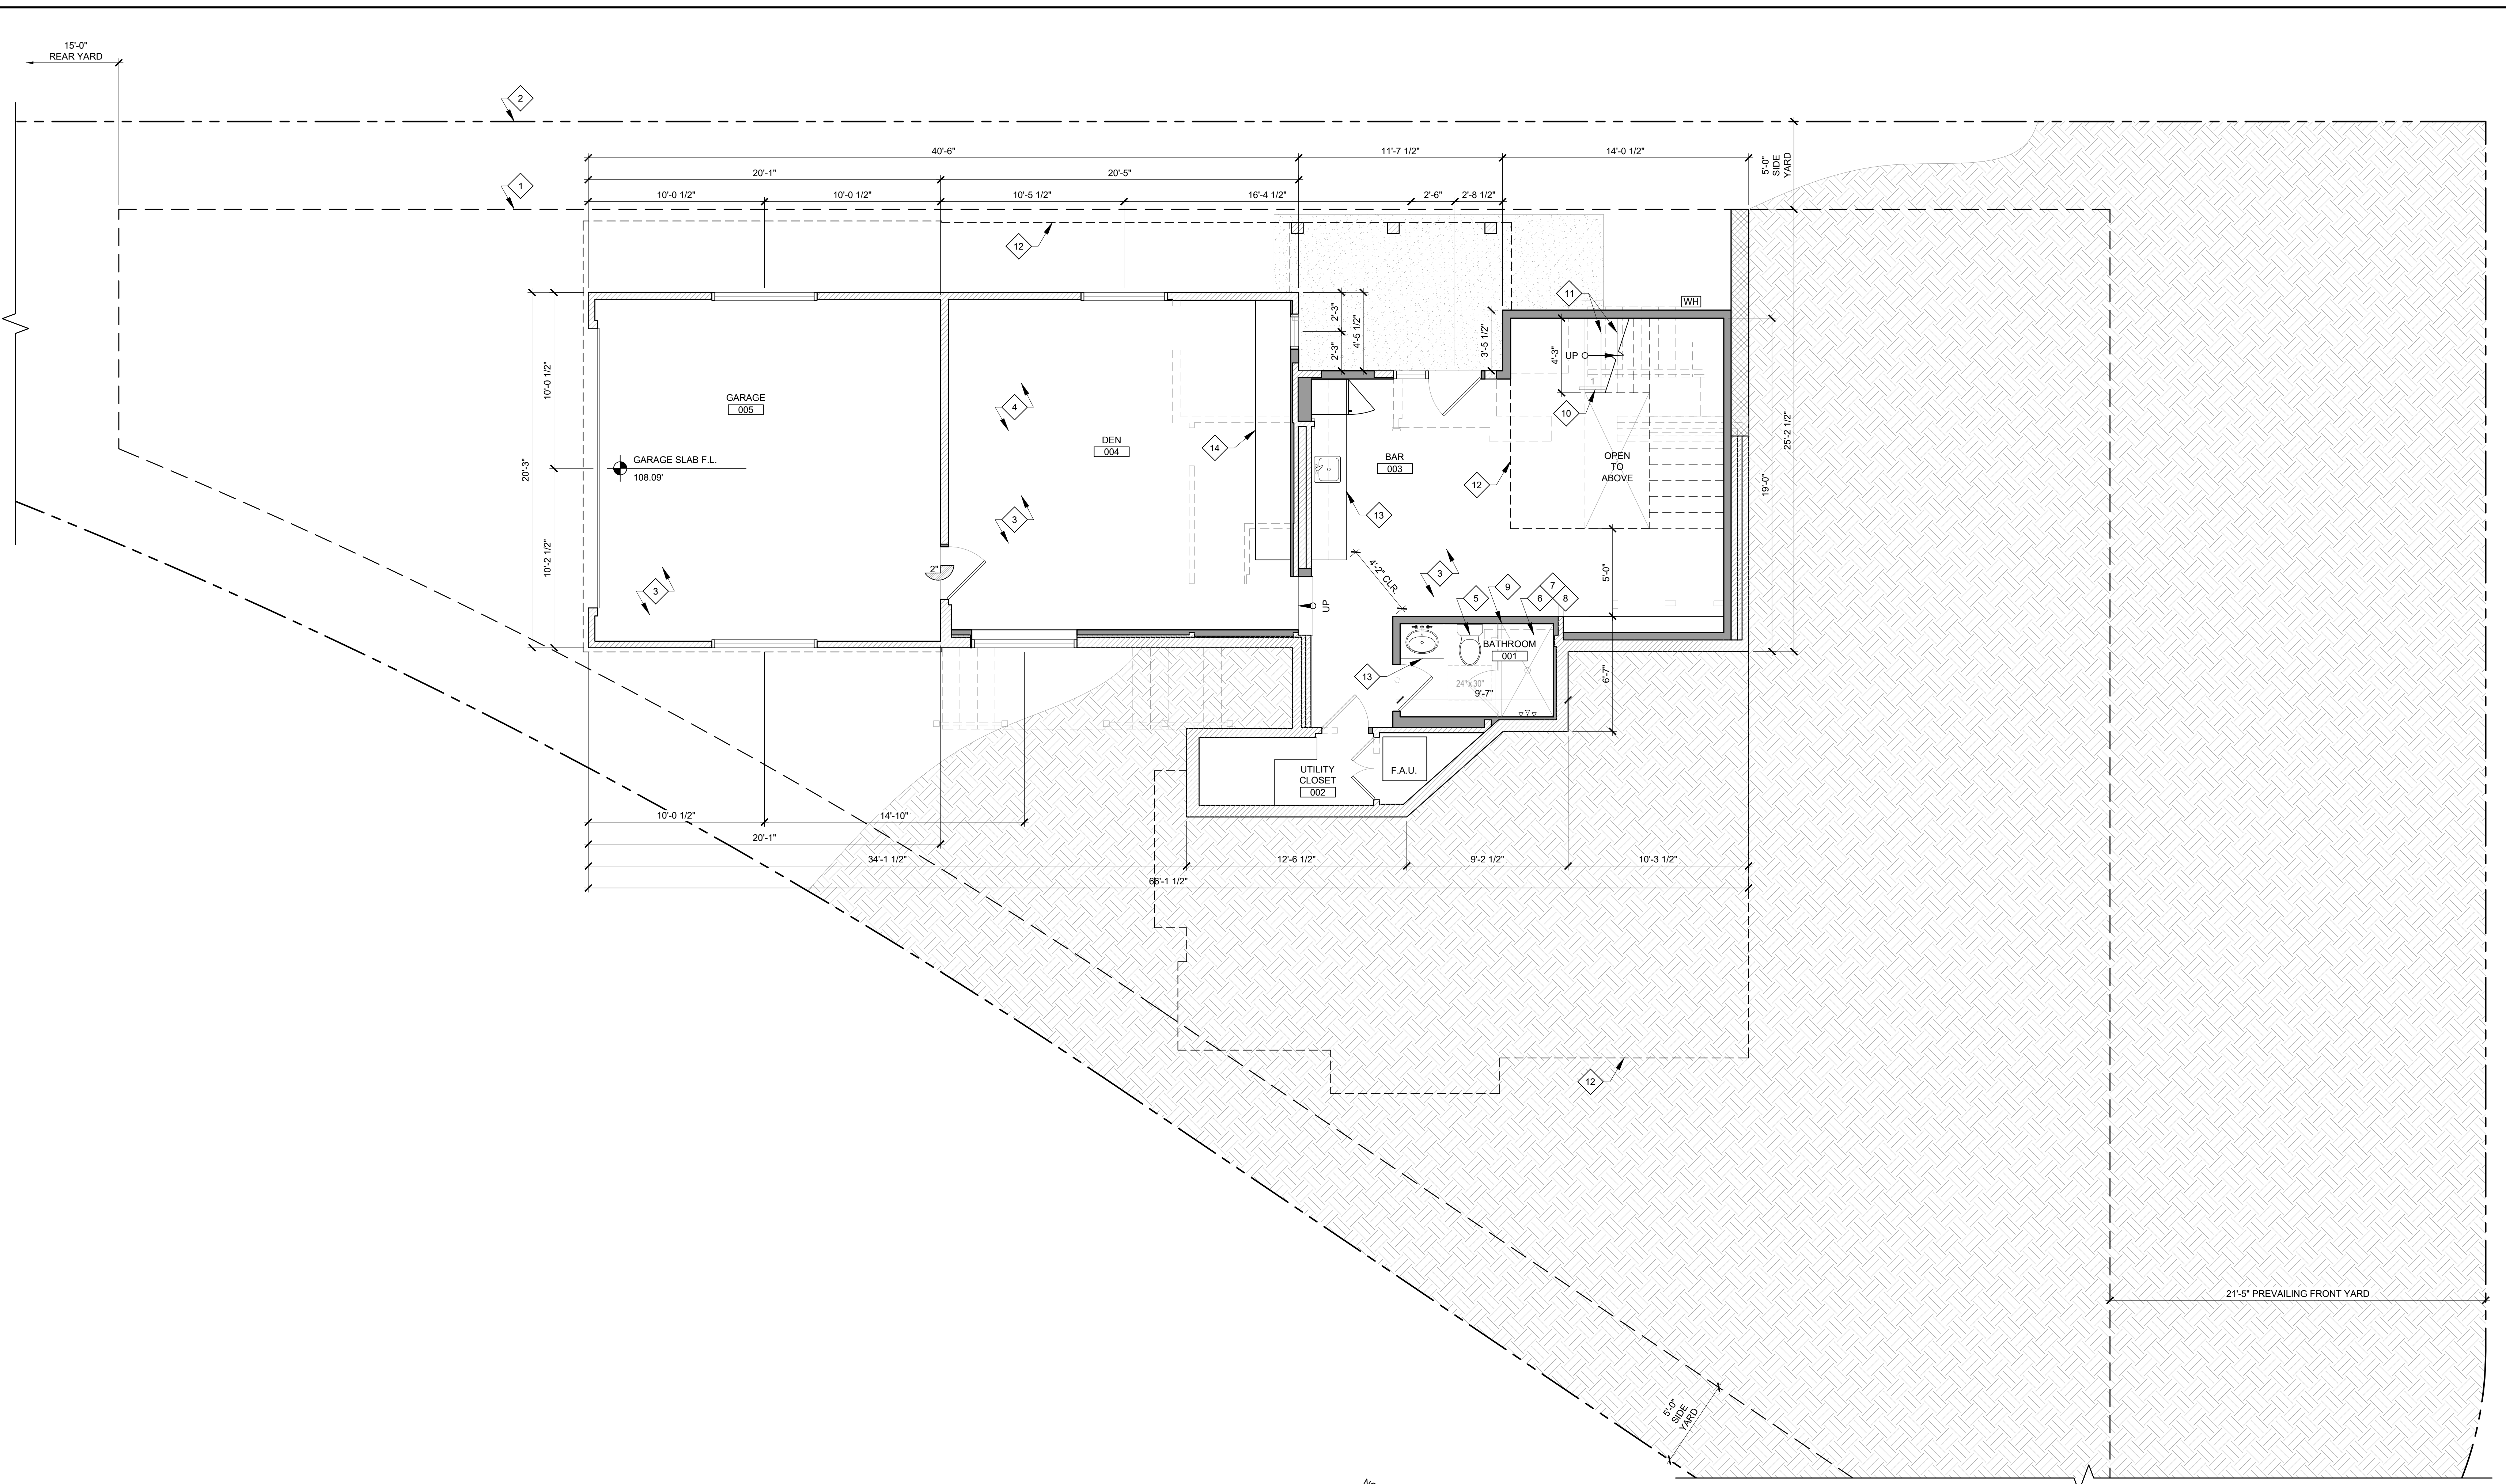 15'-0"
REAR YARD
2
40'-6"
11'-7 1/2"
14'-0 1/2"
5'-0"
SIDE
YARD
20'-1"
20'-5"
1
10'-0 1/2"
10'-0 1/2"
10'-5 1/2"
16'-4 1/2"
2'-6"
2'-8 1/2"
12
11
WH
2'-3"
4'-5 1/2"
2'-3"
3'-5 1/2"
4'-3"
UP
1
10'-0 1/2"
GARAGE
005
4
10
DEN
004
14
25'-2 1/2"
GARAGE SLAB F.L.
108.09'
20'-3"
BAR
003
OPEN
TO
ABOVE
12
19'-0"
3
13
10'-2 1/2"
2"
4'-2" CLR.
3
5'-0"
3
UP
5
9
6
7
8
BATHROOM
001
13
24"x30"
9'-7"
6'-7"
UTILITY
CLOSET
002
F.A.U.
10'-0 1/2"
14'-10"
20'-1"
34'-1 1/2"
12'-6 1/2"
9'-2 1/2"
10'-3 1/2"
66'-1 1/2"
12
21'-5" PREVAILING FRONT YARD
5'-0"
SIDE
YARD